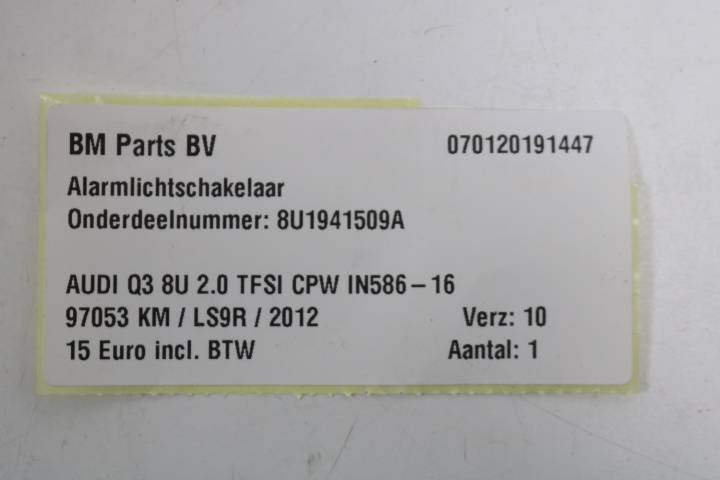 BM Parts BV 070120191447
Alarmlichtschakelaar
Onderdeelnummer: 8U1941509A
AUDI Q3 8U 2.0 TFSI CPW IN586-16
97053 KM / LS9R / 2012 Verz: 10
15 Euro incl. BTW Aantal: 1